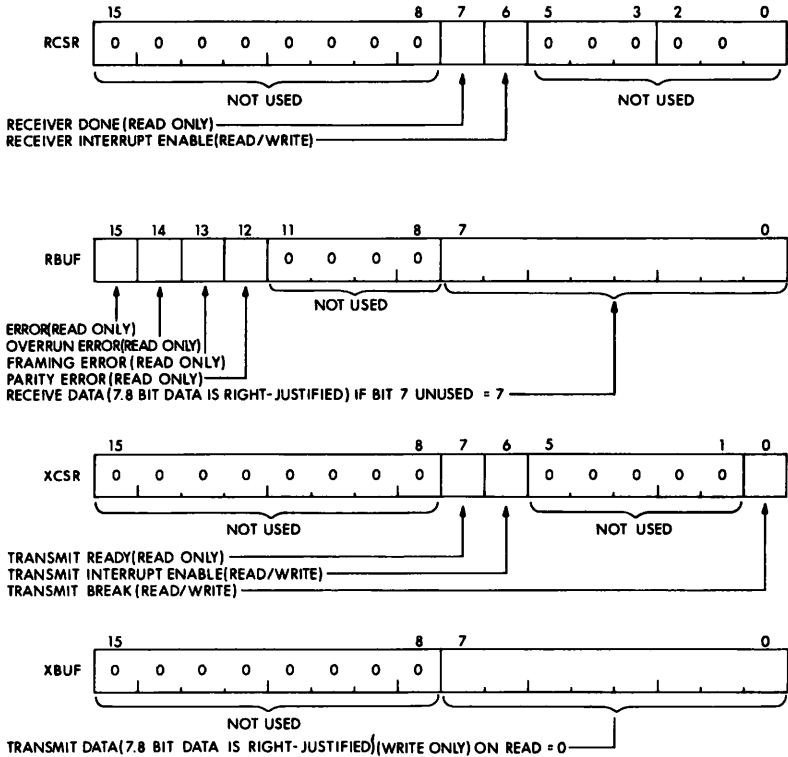 15 8 7 6 5 3 2 0
RCSR 0 0 0 0 0 0 0 0 0 0 0 0 0
NOT USED NOT USED
RECEIVER DONE(READ ONLY)
RECEIVER INTERRUPT ENABLE(READ/WRITE)
15 14 13 12 11 8 7 0
RBUF 0 0 0 0
NOT USED
ERROR(READ ONLY)
OVERRUN ERROR(READ ONLY)
FRAMING ERROR(READ ONLY)
PARITY ERROR(READ ONLY)
RECEIVE DATA(7.8 BIT DATA IS RIGHT-JUSTIFIED) IF BIT 7 UNUSED = 7
15 8 7 6 5 1 0
XCSR 0 0 0 0 0 0 0 0 0 0 0 0 0
NOT USED NOT USED
TRANSMIT READY(READ ONLY)
TRANSMIT INTERRUPT ENABLE(READ/WRITE)
TRANSMIT BREAK(READ/WRITE)
15 8 7 0
XBUF 0 0 0 0 0 0 0 0
NOT USED
TRANSMIT DATA(7.8 BIT DATA IS RIGHT-JUSTIFIED)(WRITE ONLY) ON READ = 0